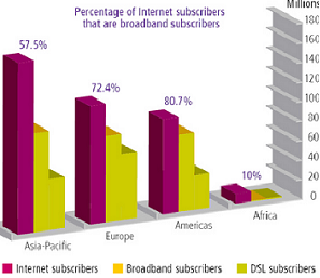 Percentage of Internet subscribers
that are broadband subscribers
Millions
57.5%
72.4%
80.7%
10%
180
160
140
120
100
80
60
40
20
0
Asia-Pacific
Europe
Americas
Africa
Internet subscribers
Broadband subscribers
DSL subscribers